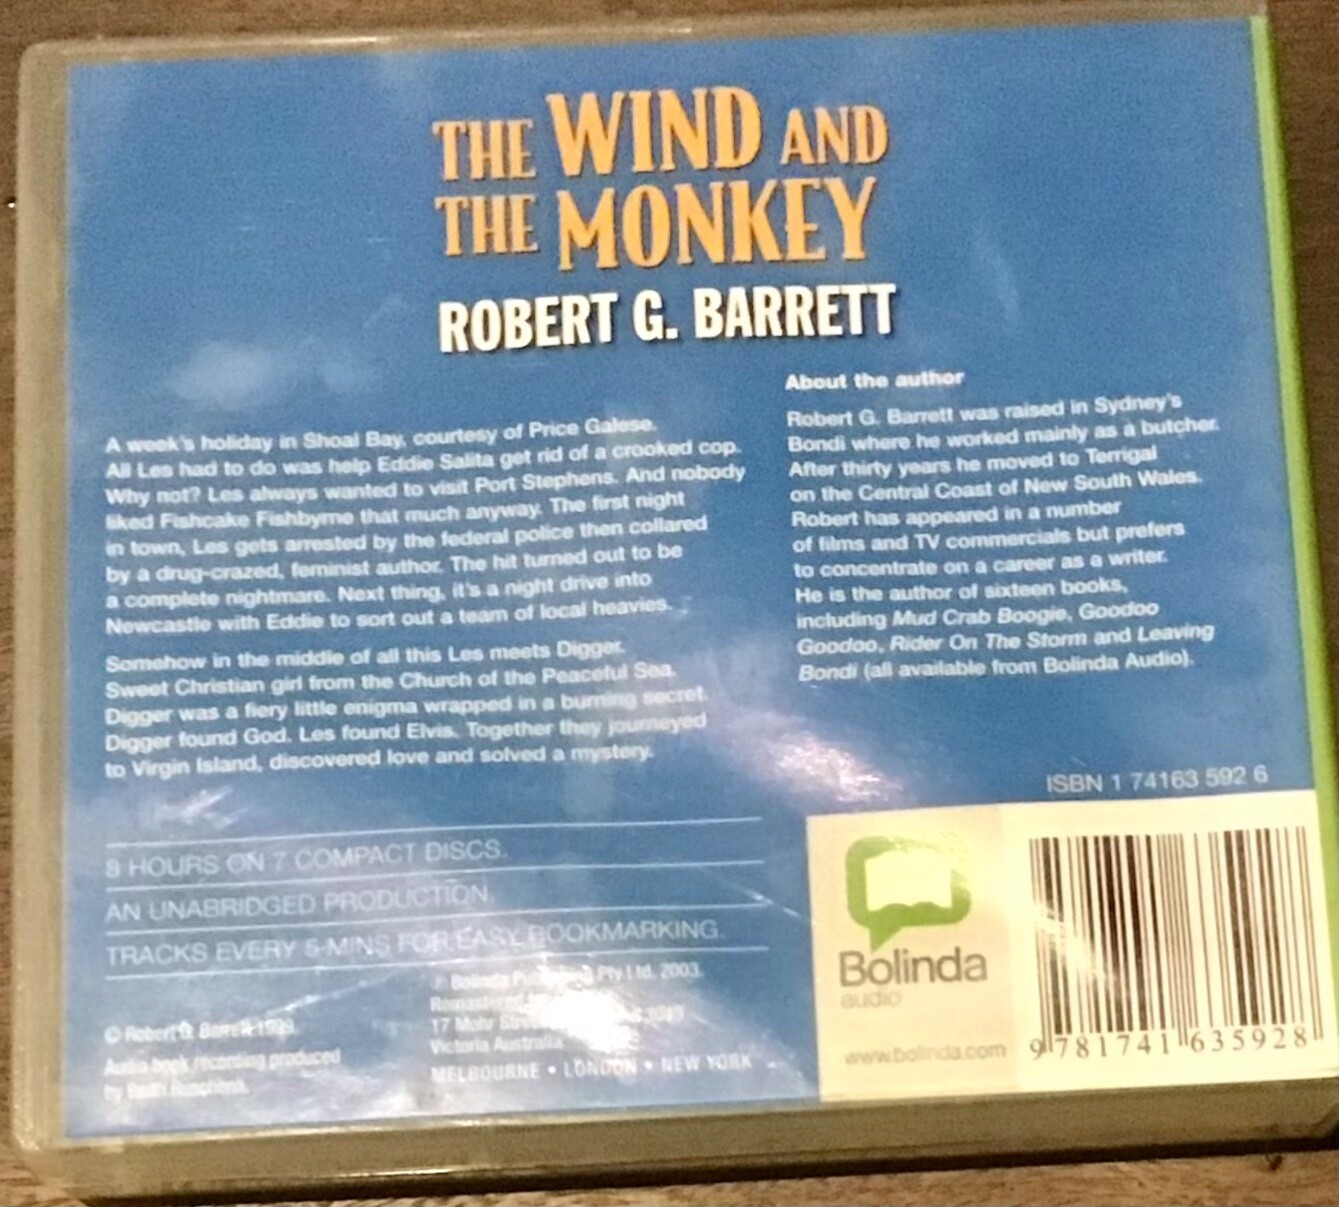 THE WIND AND
THE MONKEY
ROBERT G. BARRETT
A week's holiday in Shoal Bay, courtesy of Price Galese.
All Les had to do was help Eddie Salita get rid of a crooked cop.
Why not? Les always wanted to visit Port Stephens. And nobody
liked Fishcake Fishbyrne that much anyway. The first night
in town, Les gets arrested by the federal police then collared
by a drug-crazed, feminist author. The hit turned out to be
a complete nightmare. Next thing, it's a night drive into
Newcastle with Eddie to sort out a team of local heavies.
Somehow in the middle of all this Les meets Digger.
Sweet Christian girl from the Church of the Peaceful Sea.
Digger was a fiery little enigma wrapped in a burning secret.
Digger found God. Les found Elvis. Together they journeyed
to Virgin Island, discovered love and solved a mystery.
About the author
Robert G. Barrett was raised in Sydney's
Bondi where he worked mainly as a butcher.
After thirty years he moved to Terrigal
on the Central Coast of New South Wales.
Robert has appeared in a number
of films and TV commercials but prefers
to concentrate on a career as a writer.
He is the author of sixteen books,
including Mud Crab Boogie, Goodoo
Goodoo, Rider On The Storm and Leaving
Bondi (all available from Bolinda Audio).
8 HOURS ON 7 COMPACT DISCS.
AN UNABRIDGED PRODUCTION.
TRACKS EVERY 5-MINS FOR EASY BOOKMARKING.
© Robert G. Barrett 1999.
Audio book recording produced
by
℗ Bolinda Publishing Pty Ltd. 2003.
Remastered
17 Mohr
Victoria Australia
MELBOURNE • LONDON • NEW YORK
ISBN 1 74163 592 6
Bolinda
audio
www.bolinda.com
9 781741 635928